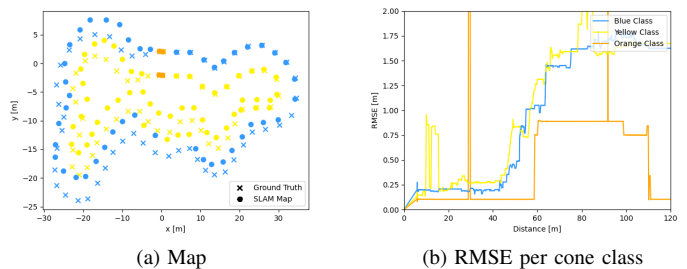 5
0
−5
−10
−15
−20
−25
y [m]
−30
−20
−10
0
10
20
30
x [m]
Ground Truth
SLAM Map
(a) Map
2.00
1.75
1.50
1.25
1.00
0.75
0.50
0.25
0.00
RMSE [m]
0
20
40
60
80
100
120
Distance [m]
Blue Class
Yellow Class
Orange Class
(b) RMSE per cone class